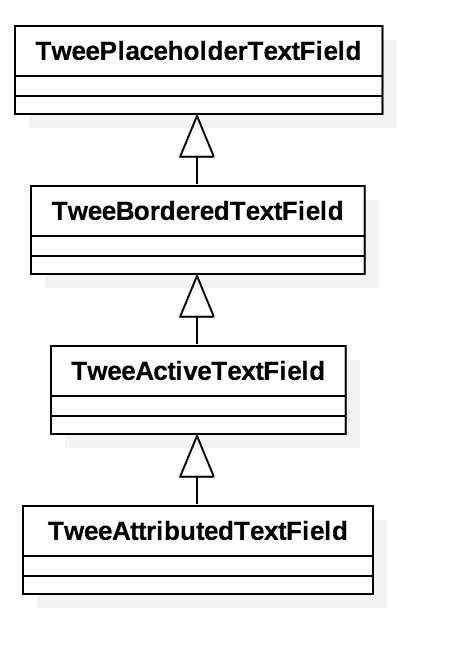 TweePlaceholderTextField
TweeBorderedTextField
TweeActiveTextField
TweeAttributedTextField